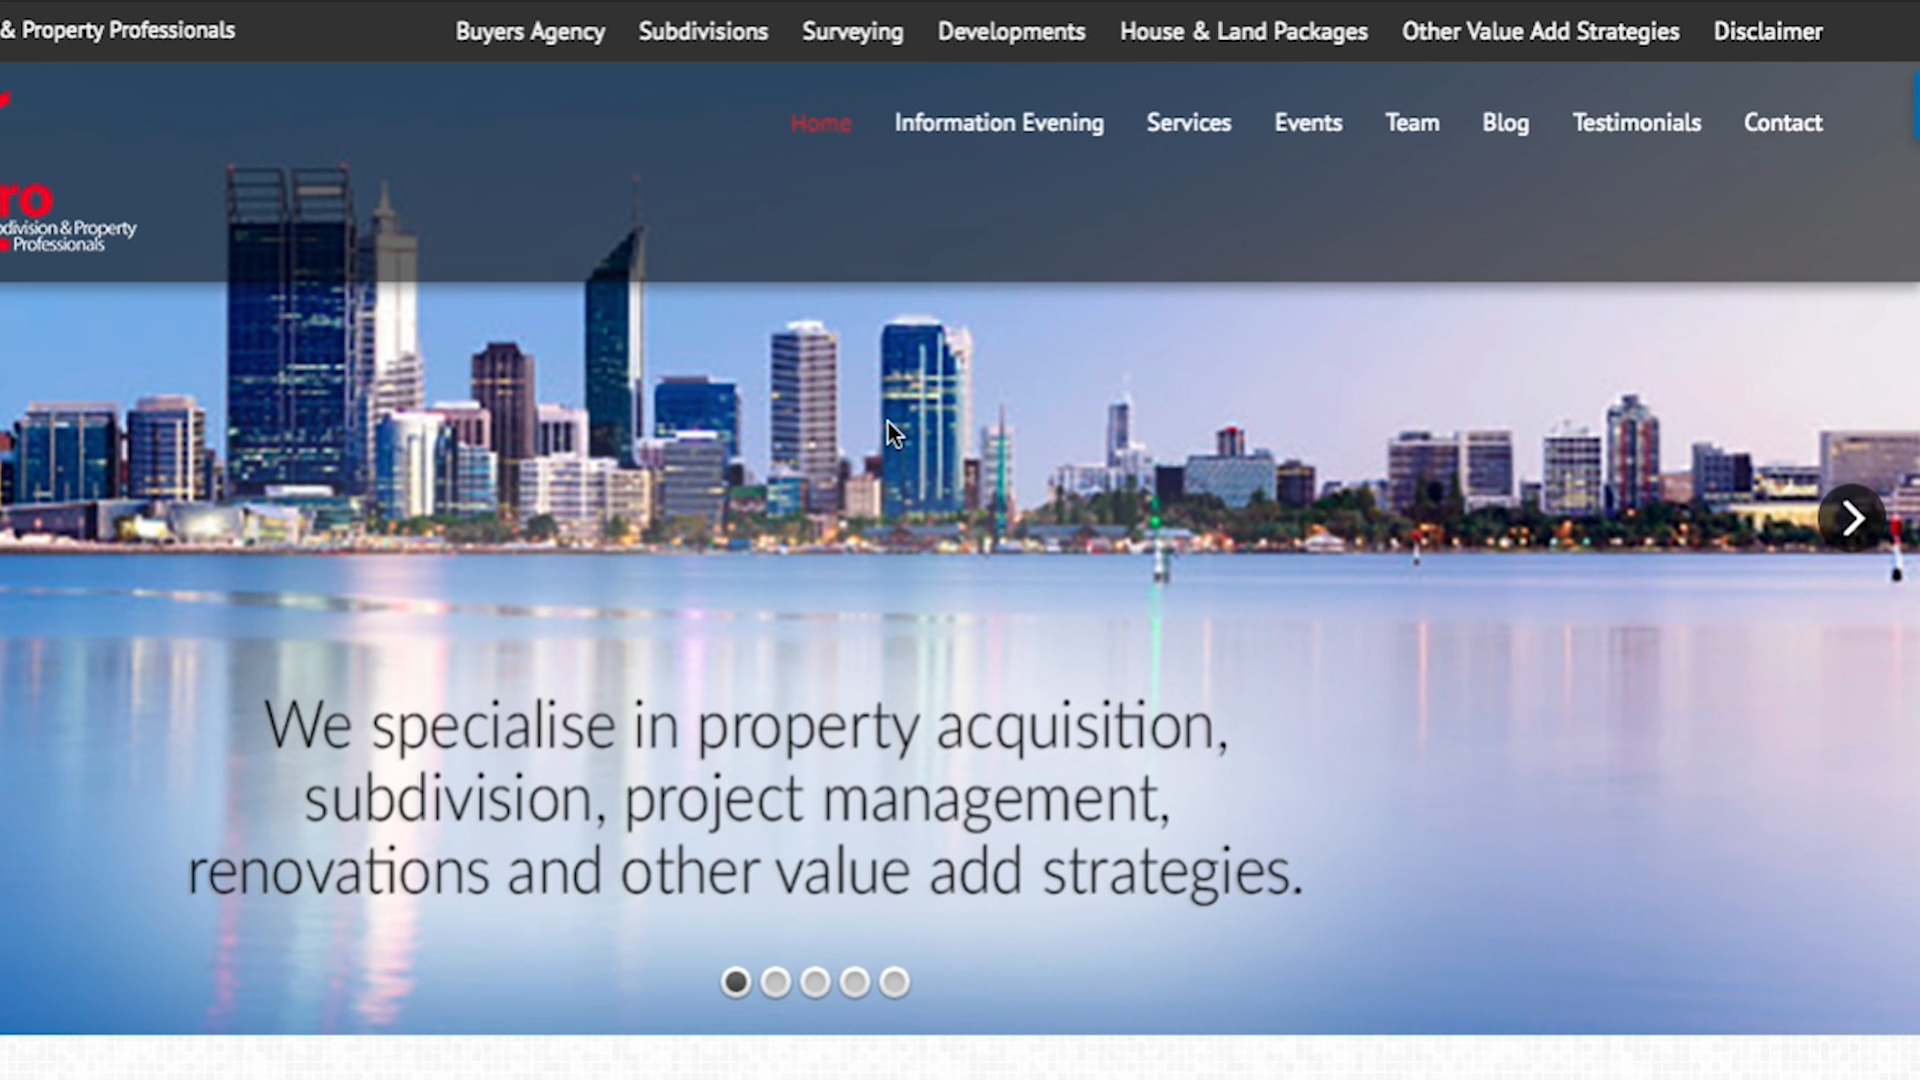 & Property Professionals
Buyers Agency Subdivisions Surveying Developments House & Land Packages Other Value Add Strategies Disclaimer
Home Information Evening Services Events Team Blog Testimonials Contact
ro
& Property
Professionals
We specialise in property acquisition,
subdivision, project management,
renovations and other value add strategies.